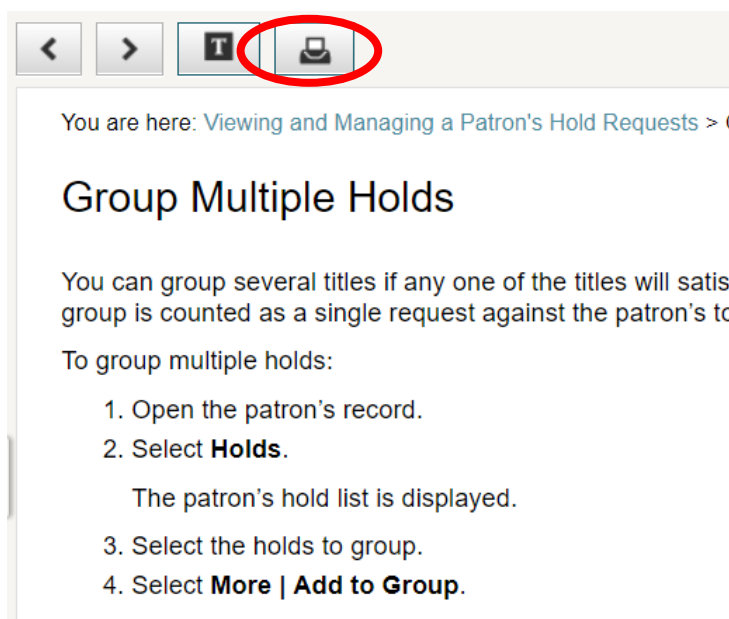 T
You are here: Viewing and Managing a Patron's Hold Requests >
Group Multiple Holds
You can group several titles if any one of the titles will
group is counted as a single request against the patron’s
To group multiple holds:
1. Open the patron’s record.
2. Select Holds.
The patron’s hold list is displayed.
3. Select the holds to group.
4. Select More | Add to Group.